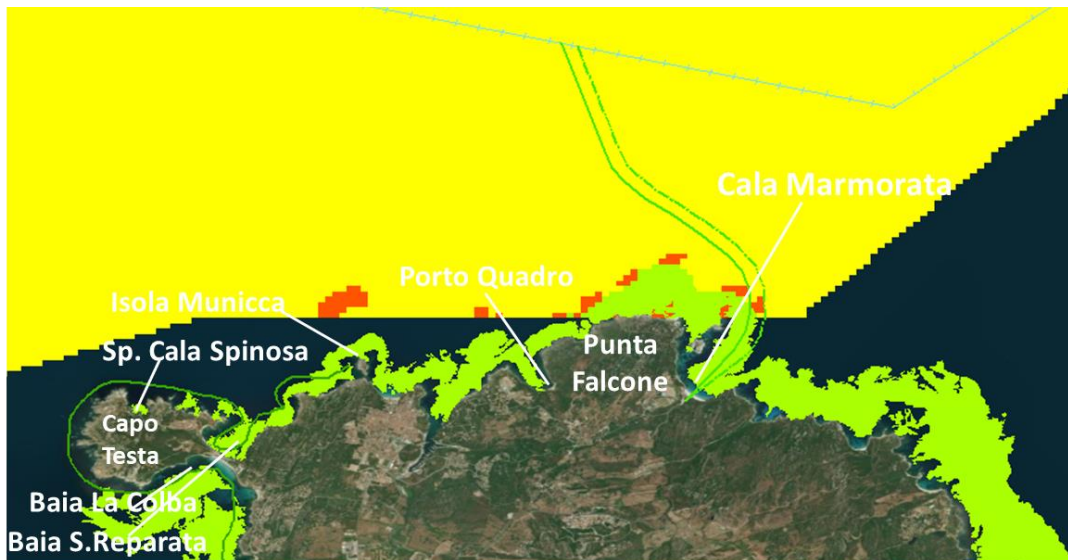 Cala Marmorata
Porto Quadro
Isola Municca
Sp. Cala Spinosa
Punta
Falcone
Capo
Testa
Baia La Colba
Baia S.Reparata